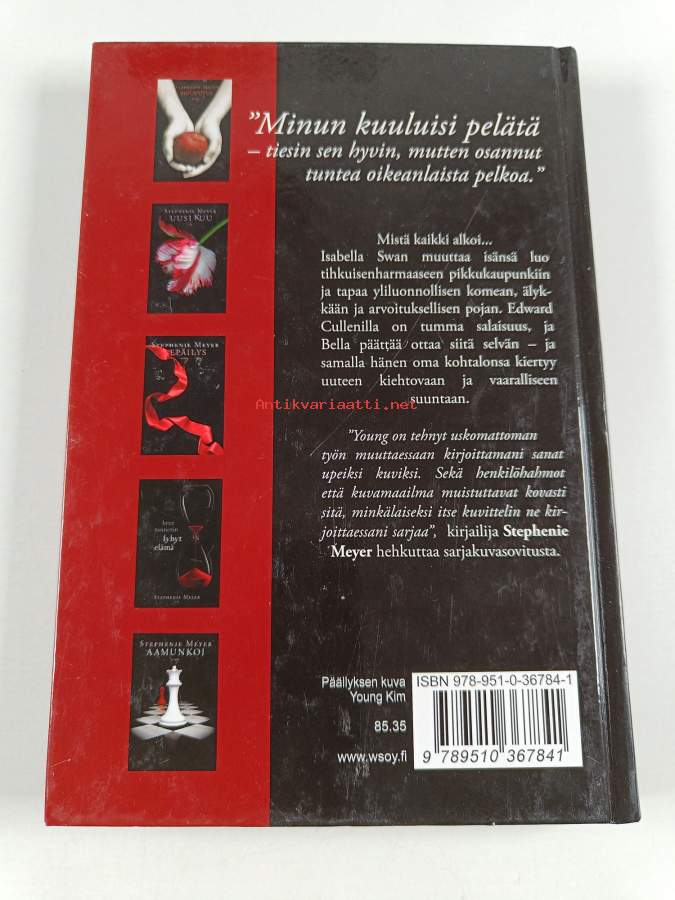 "Minun kuuluisi pelätä
– tiesin sen hyvin, mutten osannut
tuntea oikeanlaista pelkoa."
Mistä kaikki alkoi...
Isabella Swan muuttaa isänsä luo
tihkuisenharmaaseen pikkukaupunkiin
ja tapaa yliluonnollisen komean, älyk-
kään ja arvoituksellisen pojan. Edward
Cullenilla on tumma salaisuus, ja
Bella päättää ottaa siitä selvän – ja
samalla hänen oma kohtalonsa kiertyy
uuteen kiehtovaan ja vaaralliseen
suuntaan.
Antikvariaatti.net
"Young on tehnyt uskomattoman
työn muuttaessaan kirjoittamani sanat
upeiksi kuviksi. Sekä henkilöhahmot
että kuvamaailma muistuttavat kovasti
sitä, minkälaiseksi itse kuvittelin ne kir-
joittaessani sarjaa", kirjailija Stephenie
Meyer hehkuttaa sarjakuvasovitusta.
STEPHENIE MEYER
STEPHENIE MEYER
UUSI KUU
STEPHENIE MEYER
EPÄILYS
lyhyt
elämä
STEPHENIE MEYER
STEPHENIE MEYER
AAMUNKOI
Päällyksen kuva
Young Kim
85.35
www.wsoy.fi
ISBN 978-951-0-36784-1
9 789510 367841